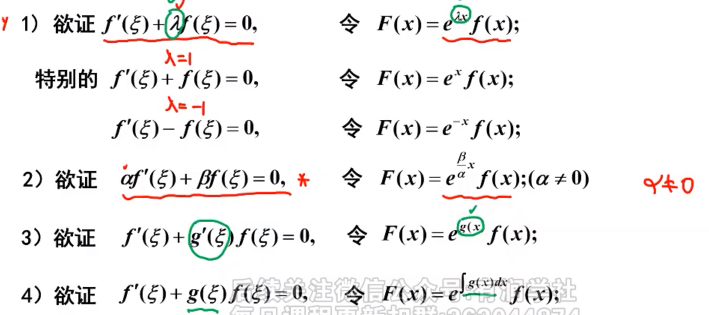 y 1) 欲证 f′(ξ)+λf(ξ)=0, 令 F(x)=e^{λx} f(x);
λ=1
特别的 f′(ξ)+f(ξ)=0, 令 F(x)=e^x f(x);
λ=-1
f′(ξ)-f(ξ)=0, 令 F(x)=e^{-x} f(x);
2) 欲证 αf′(ξ)+βf(ξ)=0, * 令 F(x)=e^{\frac{β}{α}x} f(x);(α≠0) α≠0
3) 欲证 f′(ξ)+g′(ξ)f(ξ)=0, 令 F(x)=e^{g(x)} f(x);
4) 欲证 f′(ξ)+g(ξ)f(ξ)=0, 令 F(x)=e^{∫g(x)dx} f(x);